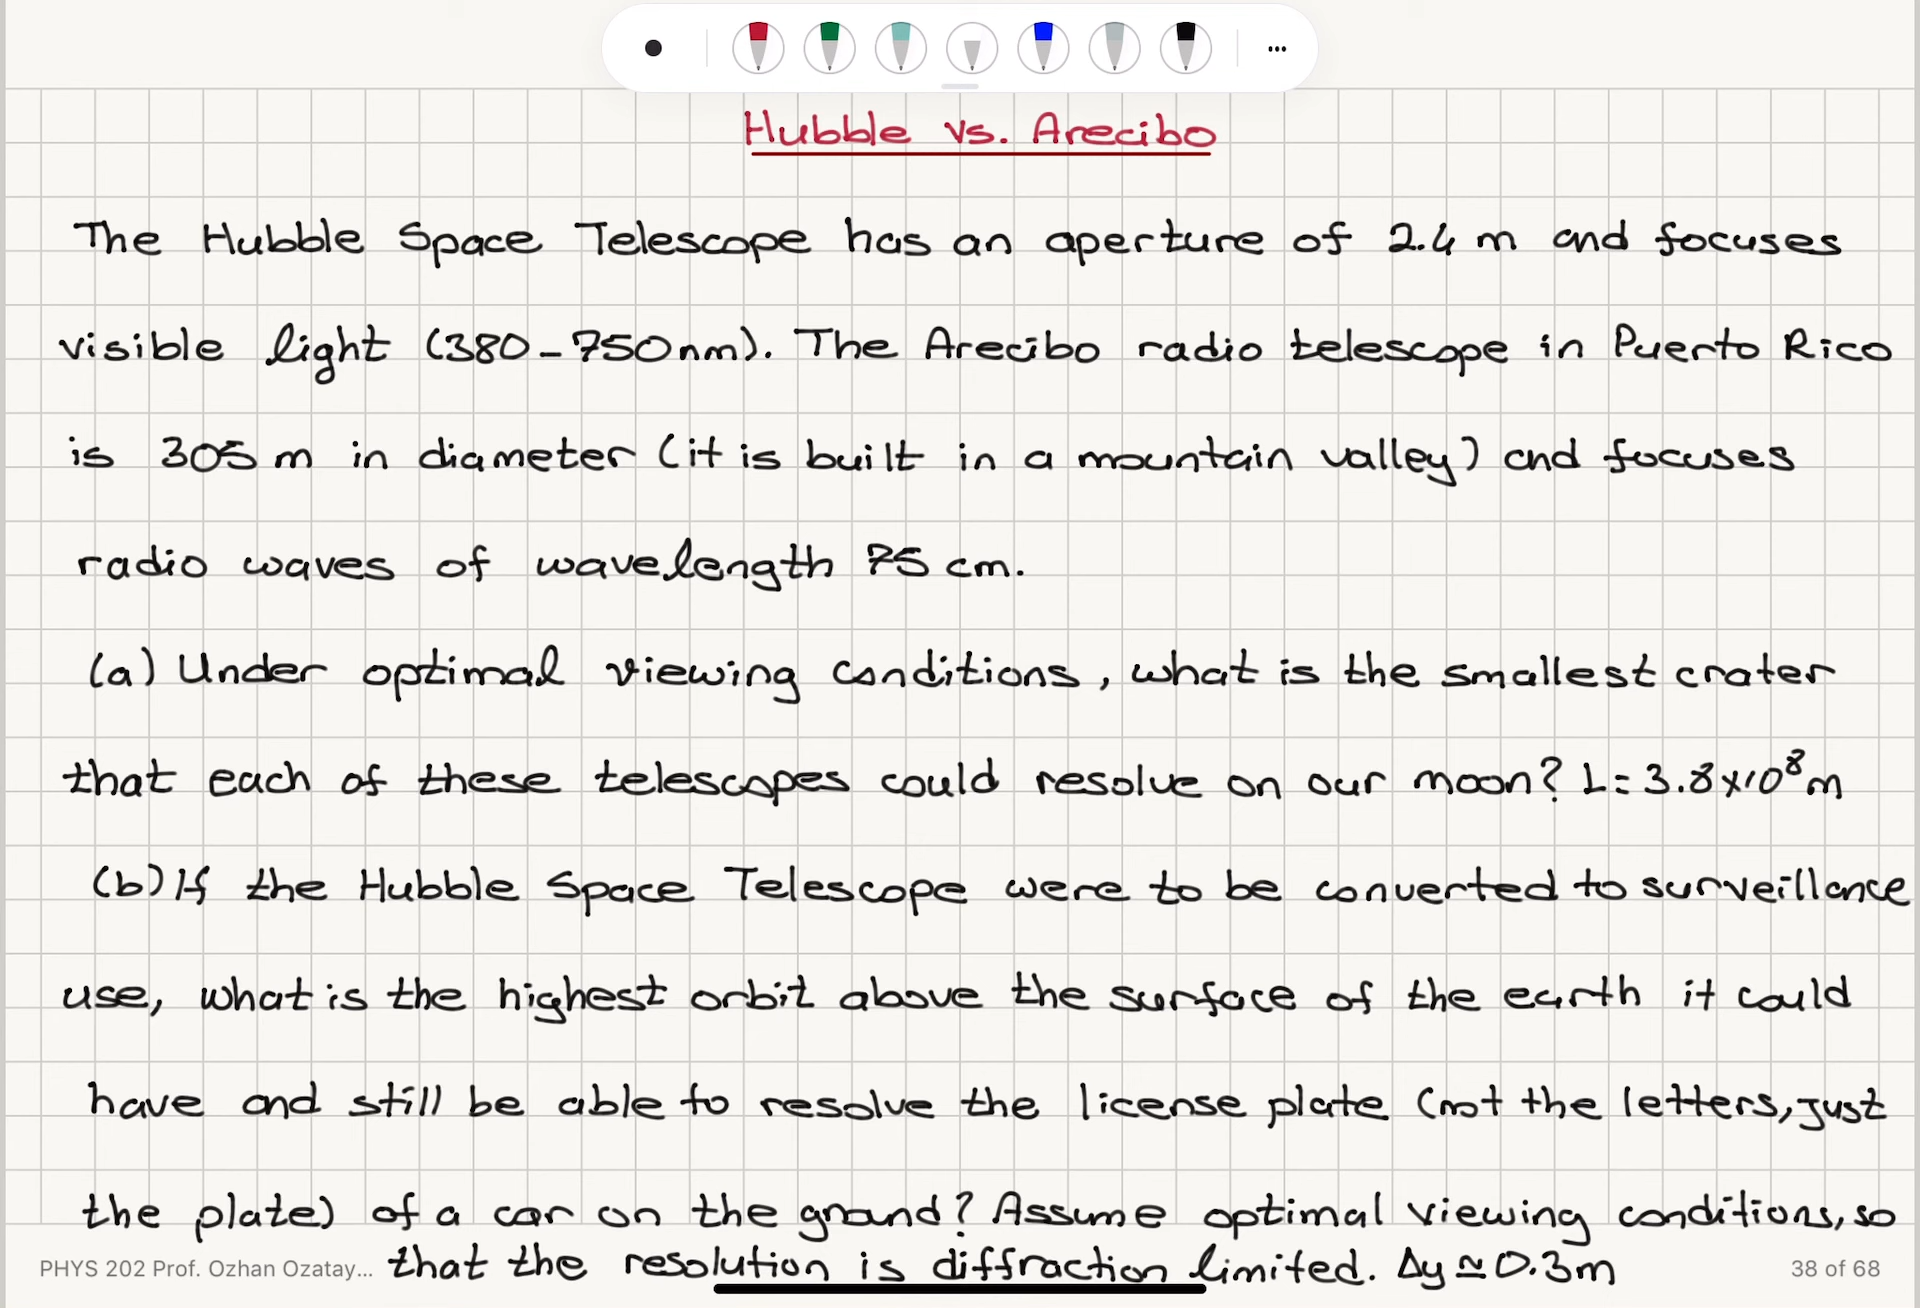 Hubble vs. Arecibo
The Hubble Space Telescope has an aperture of 2.4 m and focuses
visible light (380-750nm). The Arecibo radio telescope in Puerto Rico
is 305 m in diameter (it is built in a mountain valley) and focuses
radio waves of wavelength 75 cm.
(a) Under optimal viewing conditions, what is the smallest crater
that each of these telescopes could resolve on our moon? L=3.8×10⁸m
(b) If the Hubble Space Telescope were to be converted to surveillance
use, what is the highest orbit above the surface of the earth it could
have and still be able to resolve the license plate (not the letters, just
the plate) of a car on the ground? Assume optimal viewing conditions, so
that the resolution is diffraction limited. Δy≃0.3m
PHYS 202 Prof. Ozhan Ozatay...
38 of 68